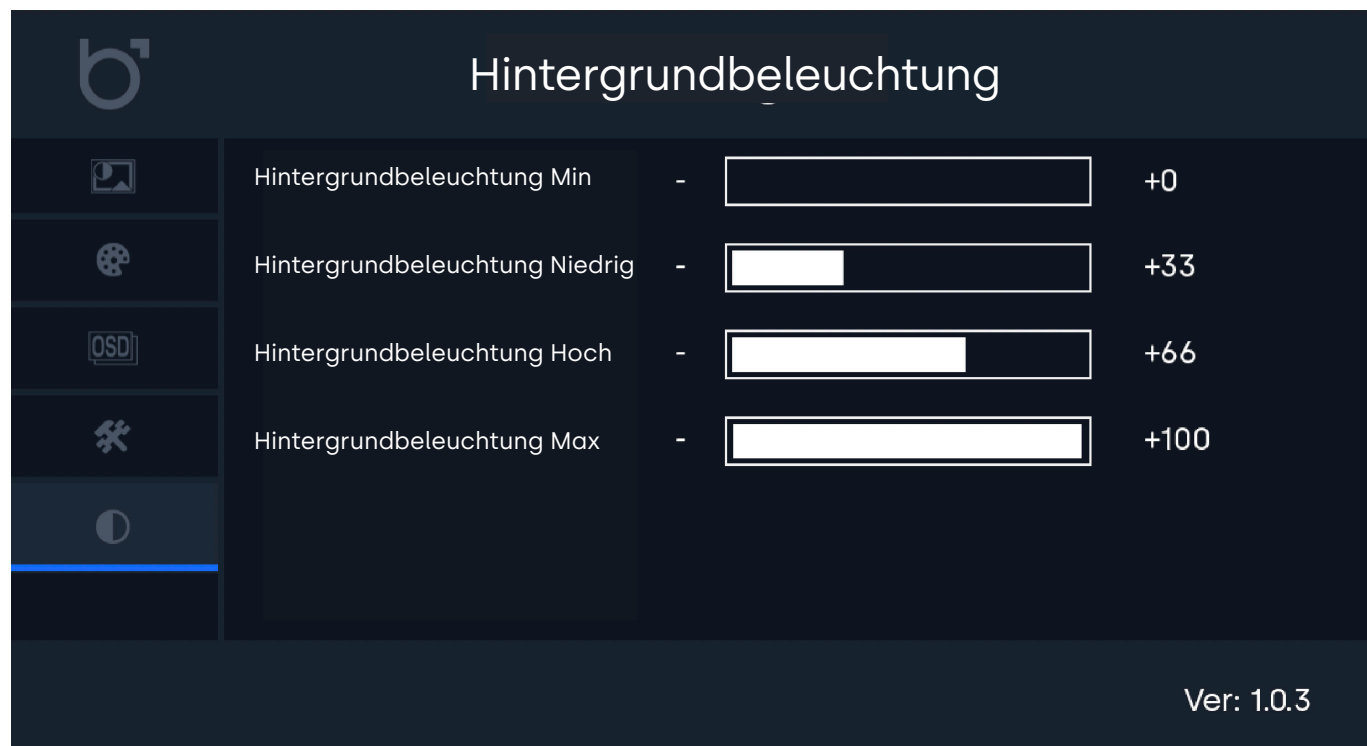 Hintergrundbeleuchtung
Hintergrundbeleuchtung Min - +0
Hintergrundbeleuchtung Niedrig - +33
OSD
Hintergrundbeleuchtung Hoch - +66
Hintergrundbeleuchtung Max - +100
Ver: 1.0.3